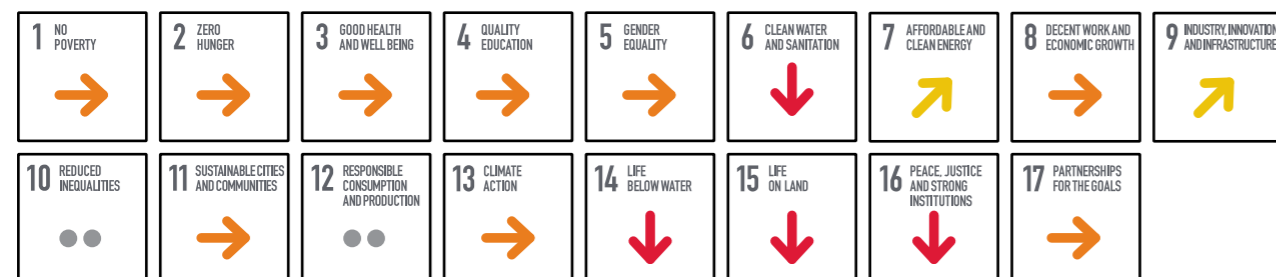 1 NO
POVERTY
2 ZERO
HUNGER
3 GOOD HEALTH
AND WELL BEING
4 QUALITY
EDUCATION
5 GENDER
EQUALITY
6 CLEAN WATER
AND SANITATION
7 AFFORDABLE AND
CLEAN ENERGY
8 DECENT WORK AND
ECONOMIC GROWTH
9 INDUSTRY, INNOVATION
AND INFRASTRUCTURE
10 REDUCED
INEQUALITIES
11 SUSTAINABLE CITIES
AND COMMUNITIES
12 RESPONSIBLE
CONSUMPTION
AND PRODUCTION
13 CLIMATE
ACTION
14 LIFE
BELOW WATER
15 LIFE
ON LAND
16 PEACE, JUSTICE
AND STRONG
INSTITUTIONS
17 PARTNERSHIPS
FOR THE GOALS